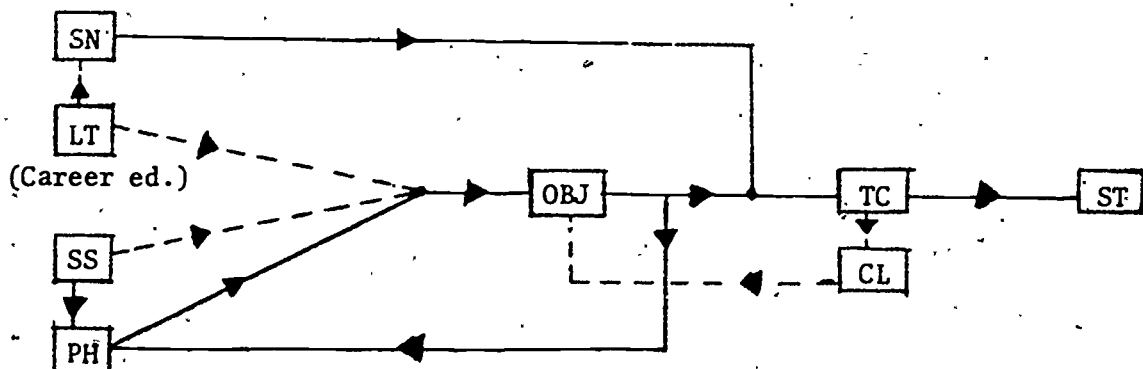 SN
LT
(Career ed.)
OBJ
TC
ST
SS
CL
PH